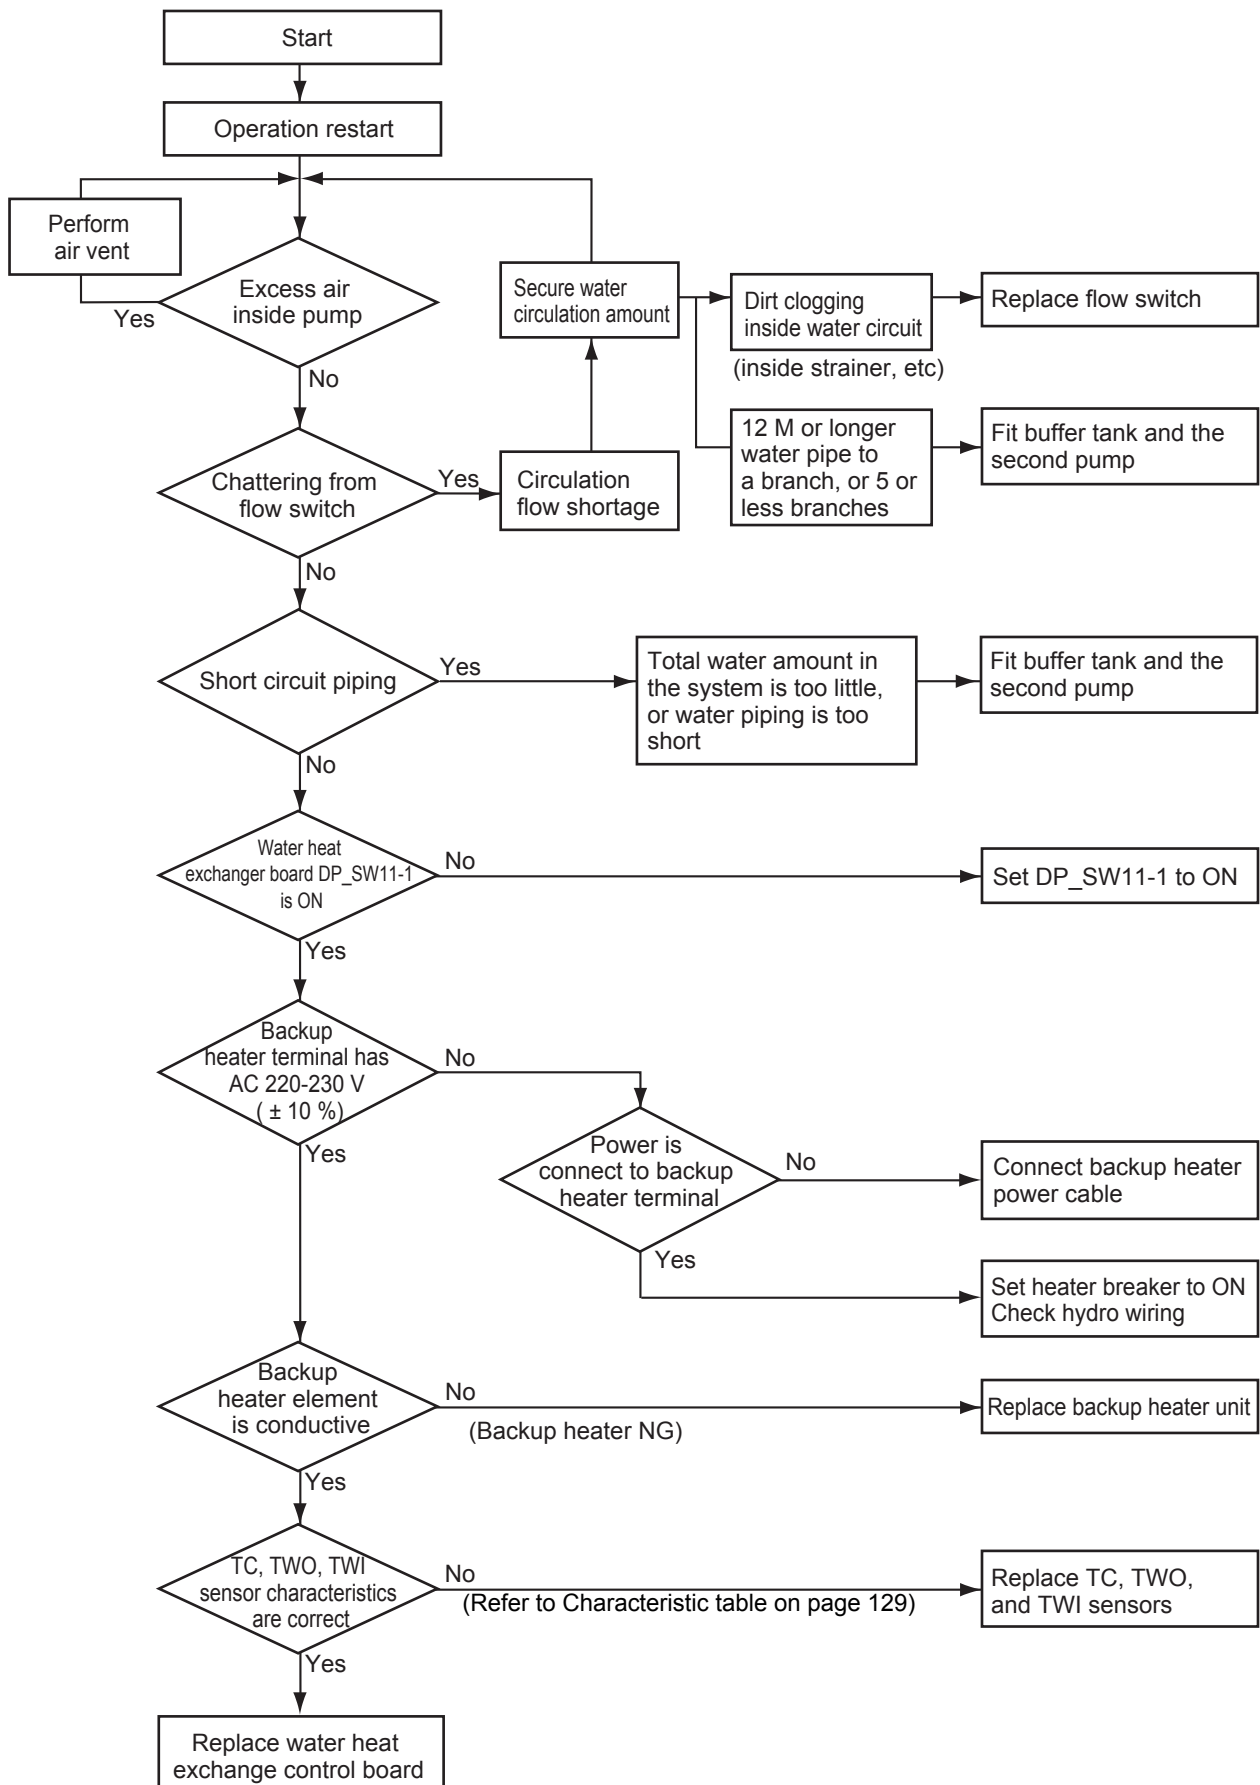 Start
Operation restart
Perform
air vent
Excess air
inside pump
Yes
No
Secure water
circulation amount
Dirt clogging
inside water circuit
(inside strainer, etc)
Replace flow switch
12 M or longer
water pipe to
a branch, or 5 or
less branches
Fit buffer tank and the
second pump
Chattering from
flow switch
Yes
Circulation
flow shortage
No
Short circuit piping
Yes
Total water amount in
the system is too little,
or water piping is too
short
Fit buffer tank and the
second pump
No
Water heat
exchanger board DP_SW11-1
is ON
No
Set DP_SW11-1 to ON
Yes
Backup
heater terminal has
AC 220-230 V
( ± 10 %)
No
Yes
Power is
connect to backup
heater terminal
No
Connect backup heater
power cable
Yes
Set heater breaker to ON
Check hydro wiring
Backup
heater element
is conductive
No
(Backup heater NG)
Replace backup heater unit
Yes
TC, TWO, TWI
sensor characteristics
are correct
No
(Refer to Characteristic table on page 129)
Replace TC, TWO,
and TWI sensors
Yes
Replace water heat
exchange control board